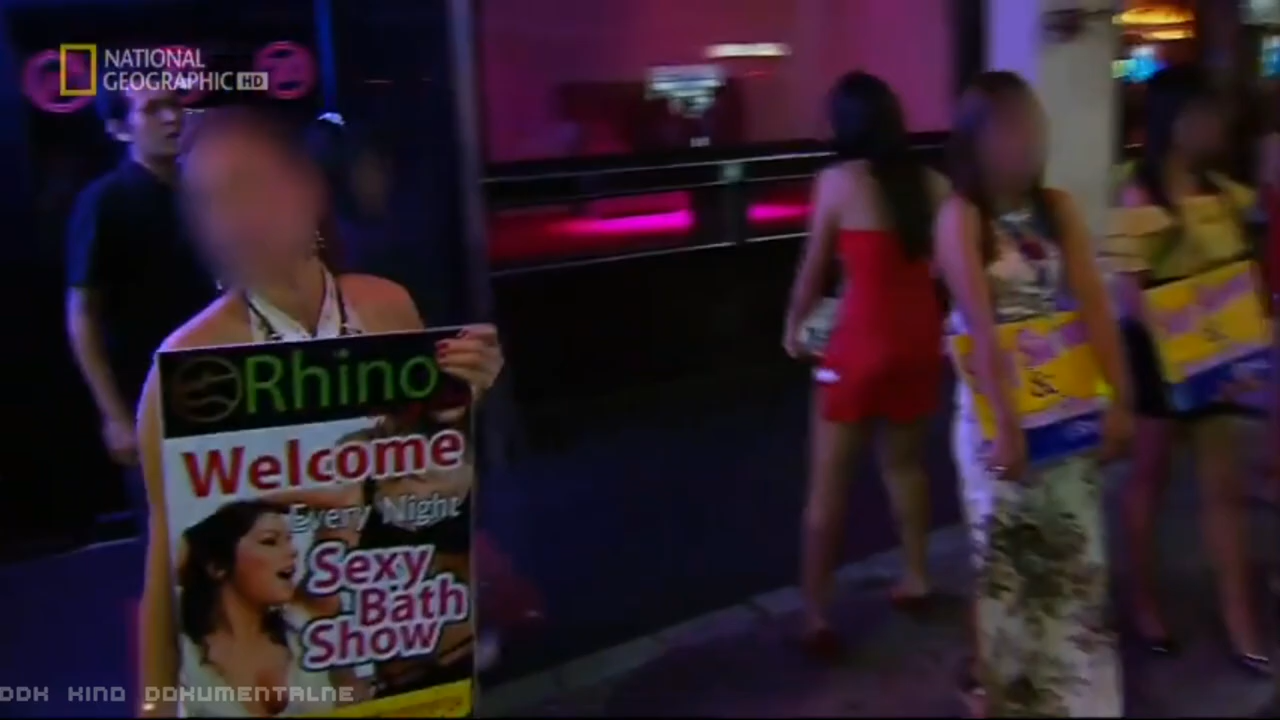 NATIONAL
GEOGRAPHIC HD
Rhino
Welcome
Every Night
Sexy
Bath
Show
&
DDK KINO DOKUMENTALNE